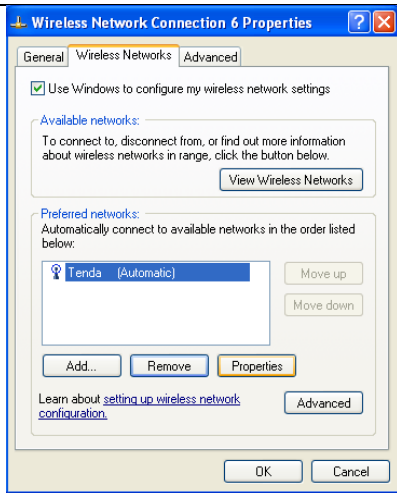 Wireless Network Connection 6 Properties
General Wireless Networks Advanced
Use Windows to configure my wireless network settings
Available networks:
To connect to, disconnect from, or find out more information
about wireless networks in range, click the button below.
View Wireless Networks
Preferred networks:
Automatically connect to available networks in the order listed
below:
Tenda (Automatic)
Move up
Move down
Add... Remove Properties
Learn about setting up wireless network
configuration.
Advanced
OK Cancel